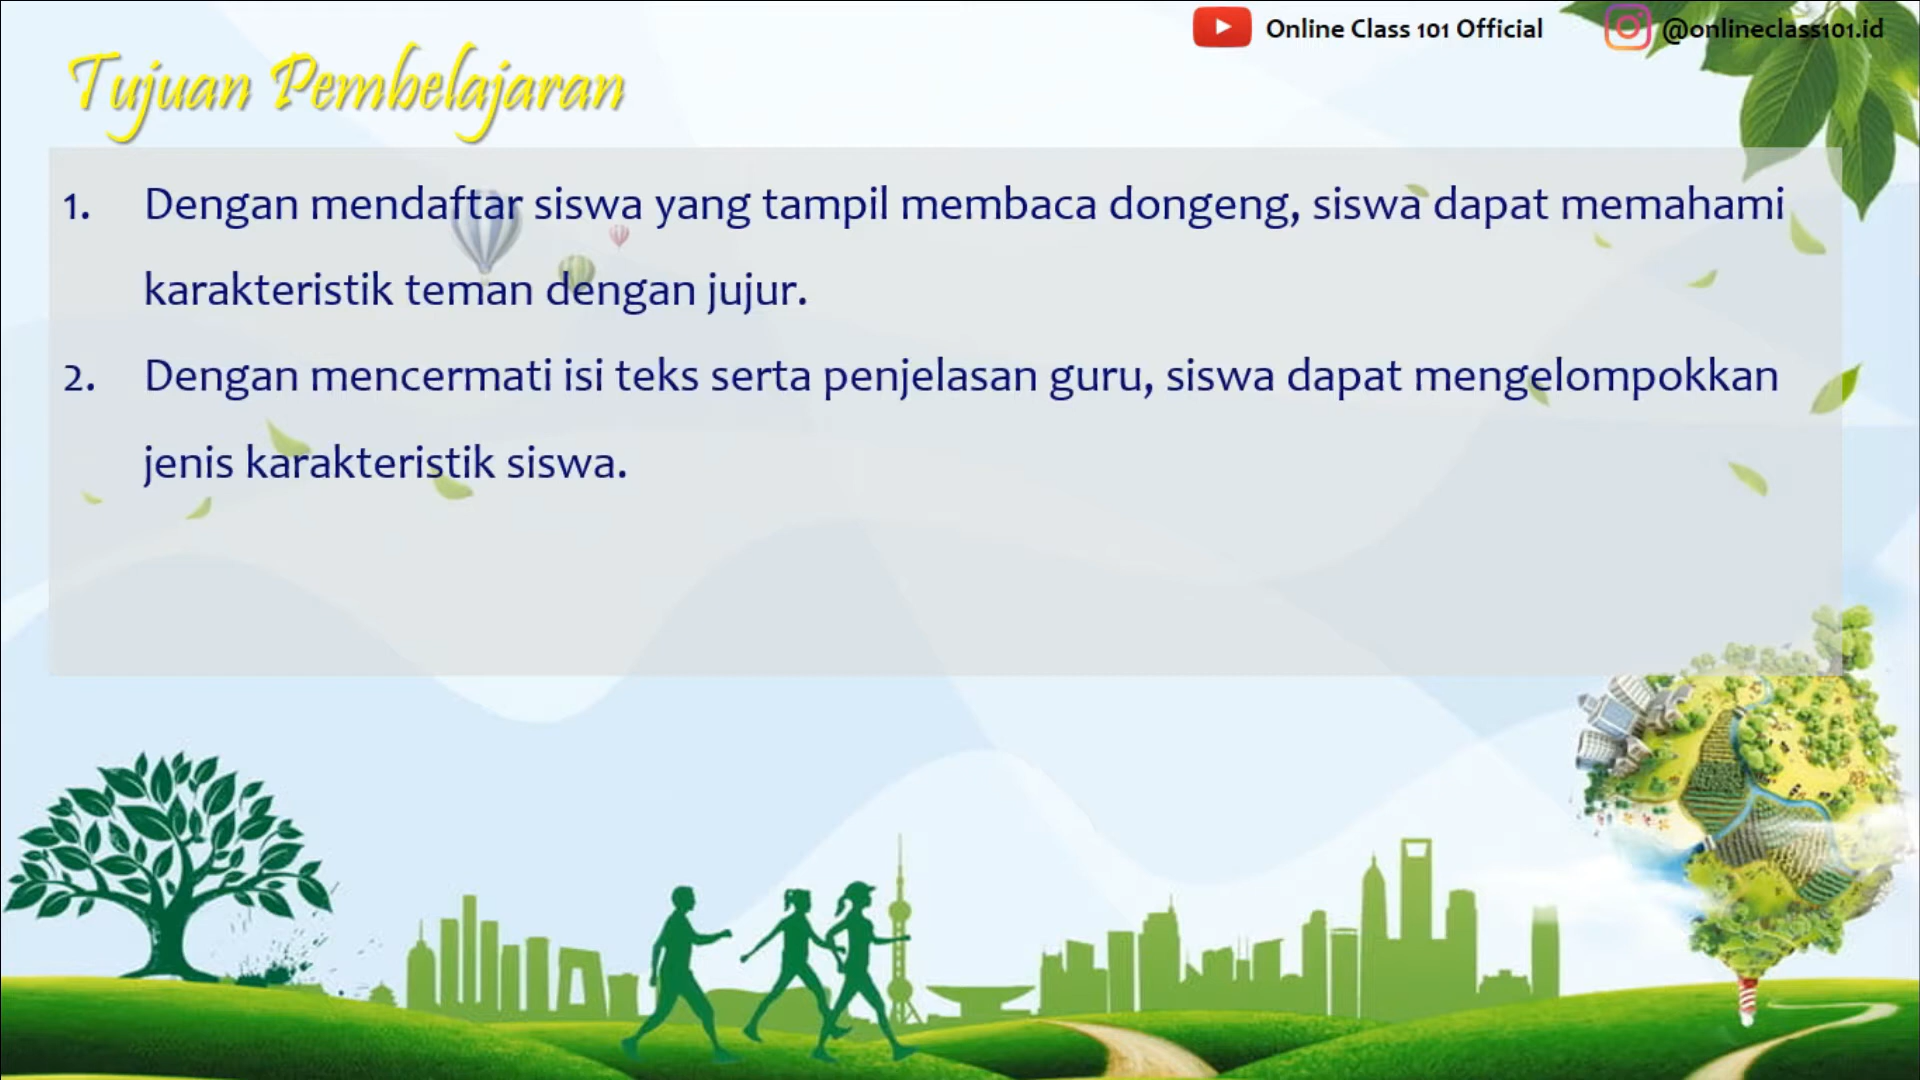 Online Class 101 Official
@onlineclass101.id
Tujuan Pembelajaran
1. Dengan mendaftar siswa yang tampil membaca dongeng, siswa dapat memahami
karakteristik teman dengan jujur.
2. Dengan mencermati isi teks serta penjelasan guru, siswa dapat mengelompokkan
jenis karakteristik siswa.